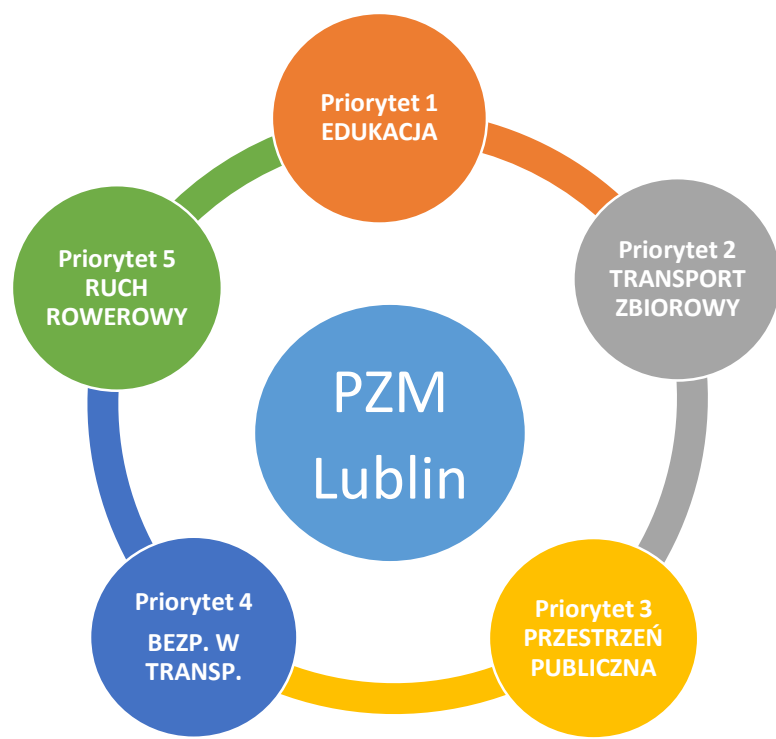 Priorytet 1
EDUKACJA
Priorytet 2
TRANSPORT
ZBIOROWY
Priorytet 3
PRZESTRZEŃ
PUBLICZNA
Priorytet 4
BEZP. W
TRANSP.
Priorytet 5
RUCH
ROWEROWY
PZM
Lublin